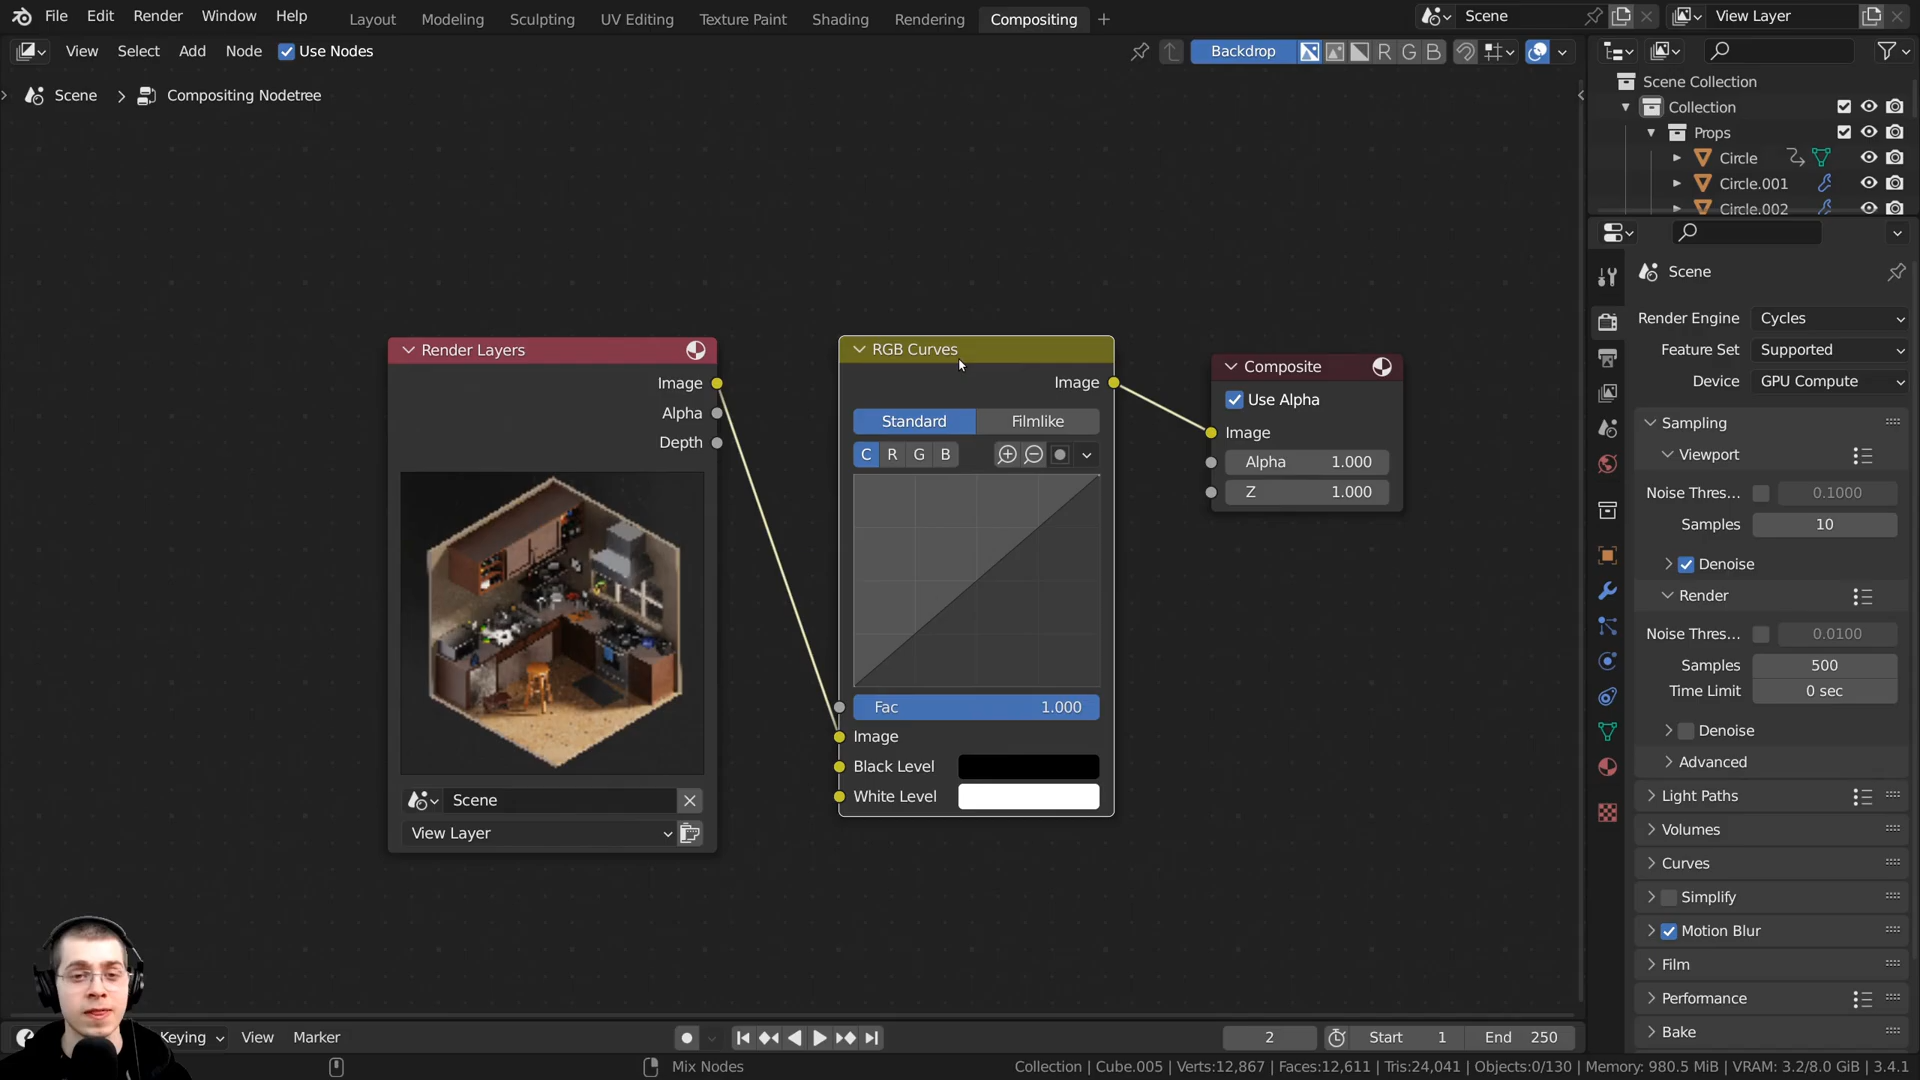 File Edit Render Window Help
Layout Modeling Sculpting UV Editing Texture Paint Shading Rendering Compositing
Scene View Layer
View Select Add Node Use Nodes
Backdrop R G B
Scene > Compositing Nodetree
Render Layers
Image
Alpha
Depth
Scene
View Layer
RGB Curves
Image
Standard Filmlike
C R G B
Fac 1.000
Image
Black Level
White Level
Composite
Use Alpha
Image
Alpha 1.000
Z 1.000
Scene Collection
Collection
Props
Circle
Circle.001
Circle.002
Scene
Render Engine Cycles
Feature Set Supported
Device GPU Compute
Sampling
Viewport
Noise Thres... 0.1000
Samples 10
Denoise
Render
Noise Thres... 0.0100
Samples 500
Time Limit 0 sec
Denoise
Advanced
Light Paths
Volumes
Curves
Simplify
Motion Blur
Film
Performance
Bake
Keying View Marker
2 Start 1 End 250
Mix Nodes
Collection | Cube.005 | Verts:12,867 | Faces:12,611 | Tris:24,041 | Objects:0/130 | Memory: 980.5 MiB | VRAM: 3.2/8.0 GiB | 3.4.1